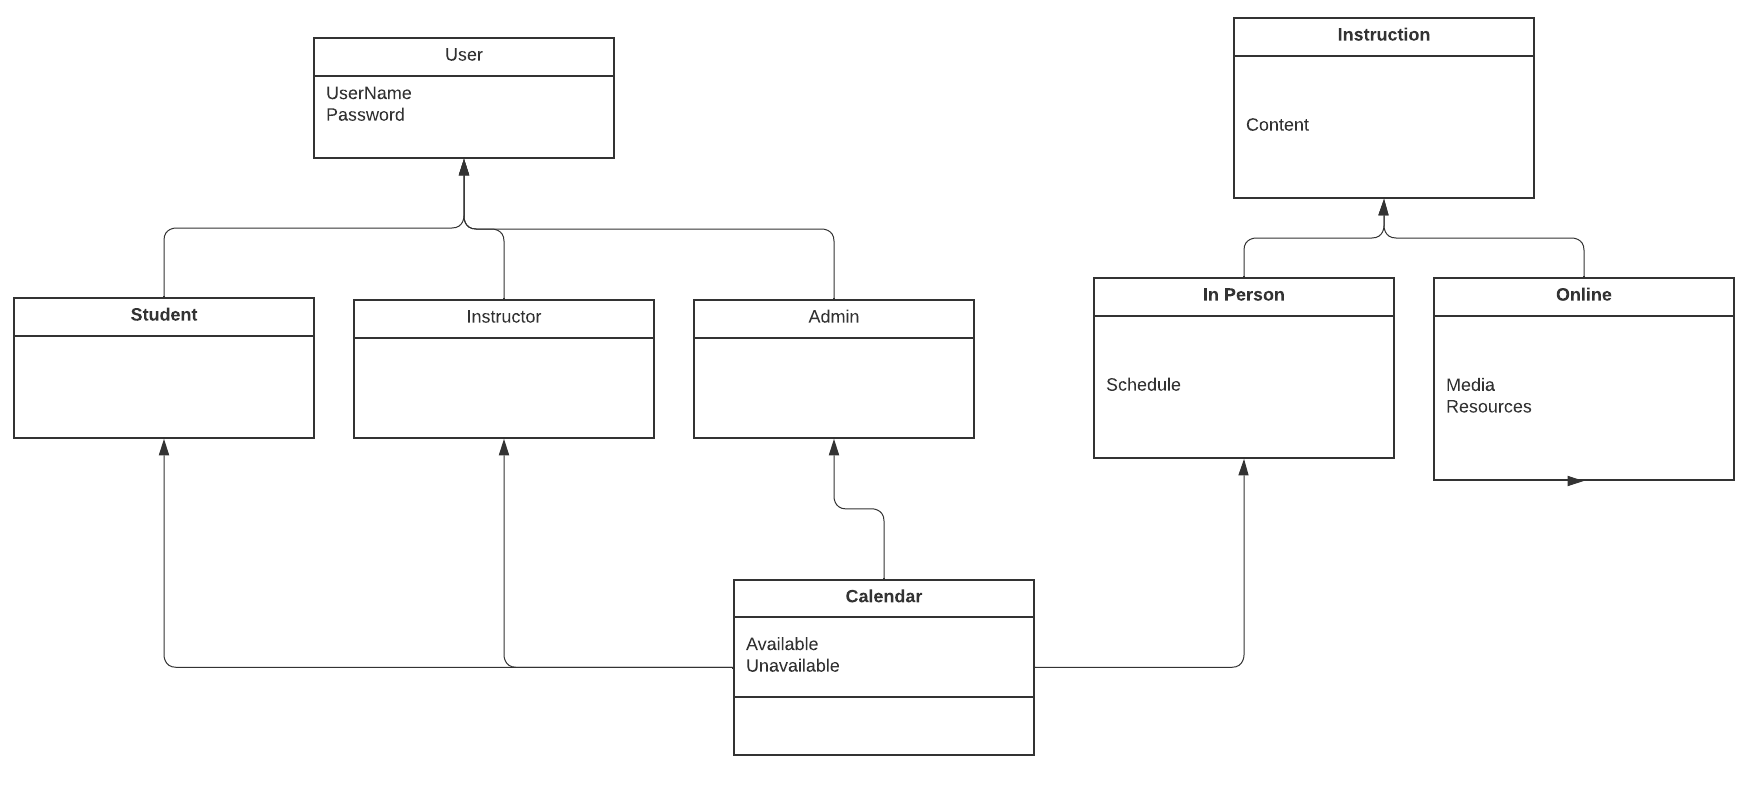 User
UserName
Password
Instruction
Content
Student
Instructor
Admin
In Person
Schedule
Online
Media
Resources
Calendar
Available
Unavailable